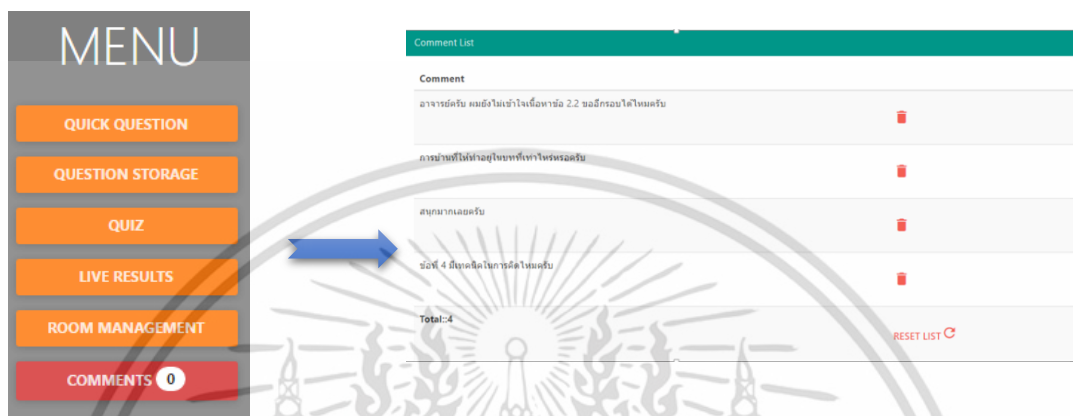 MENU
QUICK QUESTION
QUESTION STORAGE
QUIZ
LIVE RESULTS
ROOM MANAGEMENT
COMMENTS 0
Comment List
Comment
อาจารย์ครับ ผมยังไม่เข้าใจเนื้อหาข้อ 2.2 ขออีกรอบได้ไหมครับ
การบ้านที่ให้ทำอยู่ในบทที่เท่าไหร่หรอครับ
สนุกมากเลยครับ
ข้อที่ 4 มีเทคนิคในการคิดไหมครับ
Total::4
RESET LIST